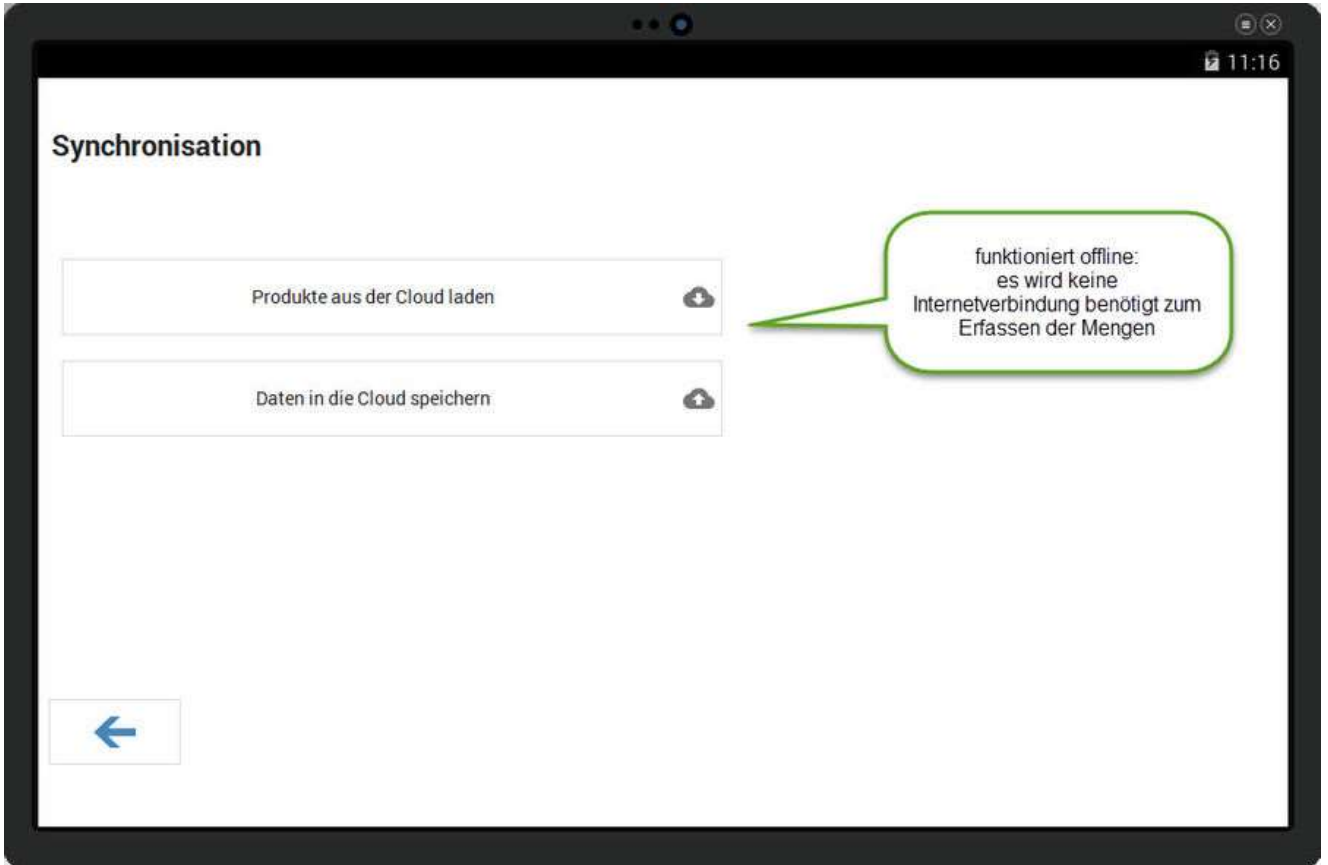 11:16
Synchronisation
Produkte aus der Cloud laden
Daten in die Cloud speichern
funktioniert offline:
es wird keine
Internetverbindung benötigt zum
Erfassen der Mengen